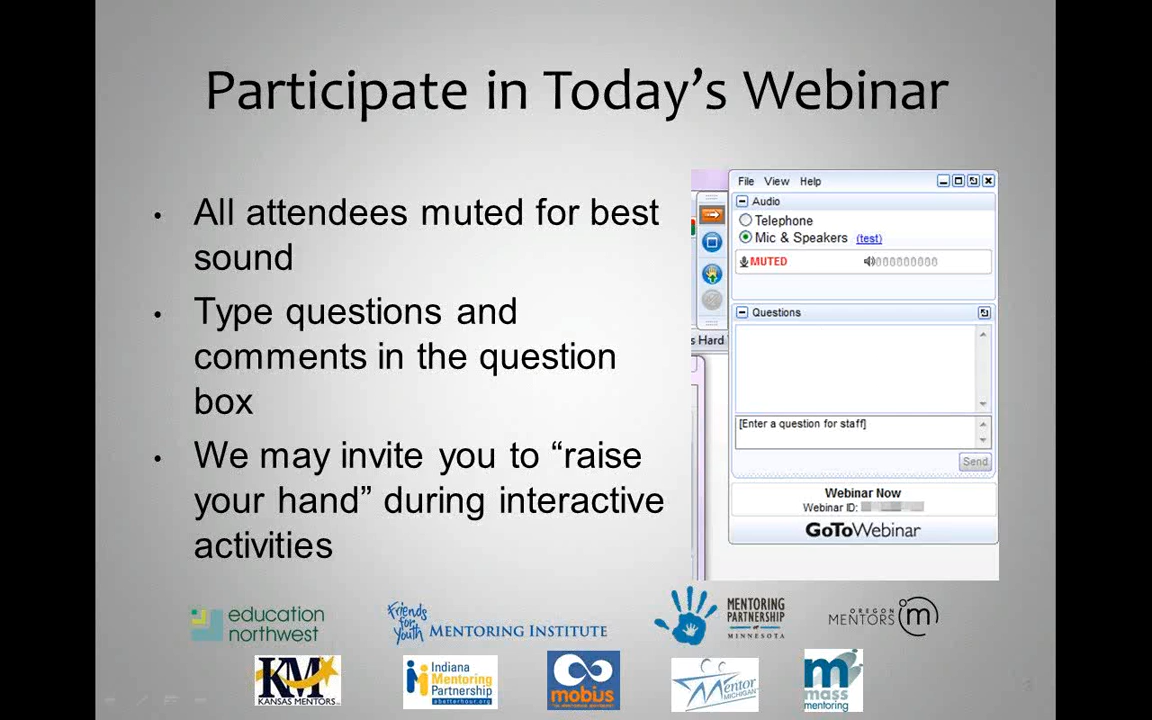 Participate in Today's Webinar
• All attendees muted for best
sound
• Type questions and
comments in the question
box
• We may invite you to “raise
your hand” during interactive
activities
File View Help
Audio
Telephone
Mic & Speakers (test)
MUTED
Questions
s Hard
[Enter a question for staff]
Send
Webinar Now
Webinar ID:
GoToWebinar
education
northwest
Friends
for
Youth MENTORING INSTITUTE
MENTORING
PARTNERSHIP
of
MINNESOTA
OREGON
MENTORS m
KM
KANSAS MENTORS
Indiana
Mentoring
Partnership
abetterhour.org
mobius
Mentor
MICHIGAN
m
mass
mentoring